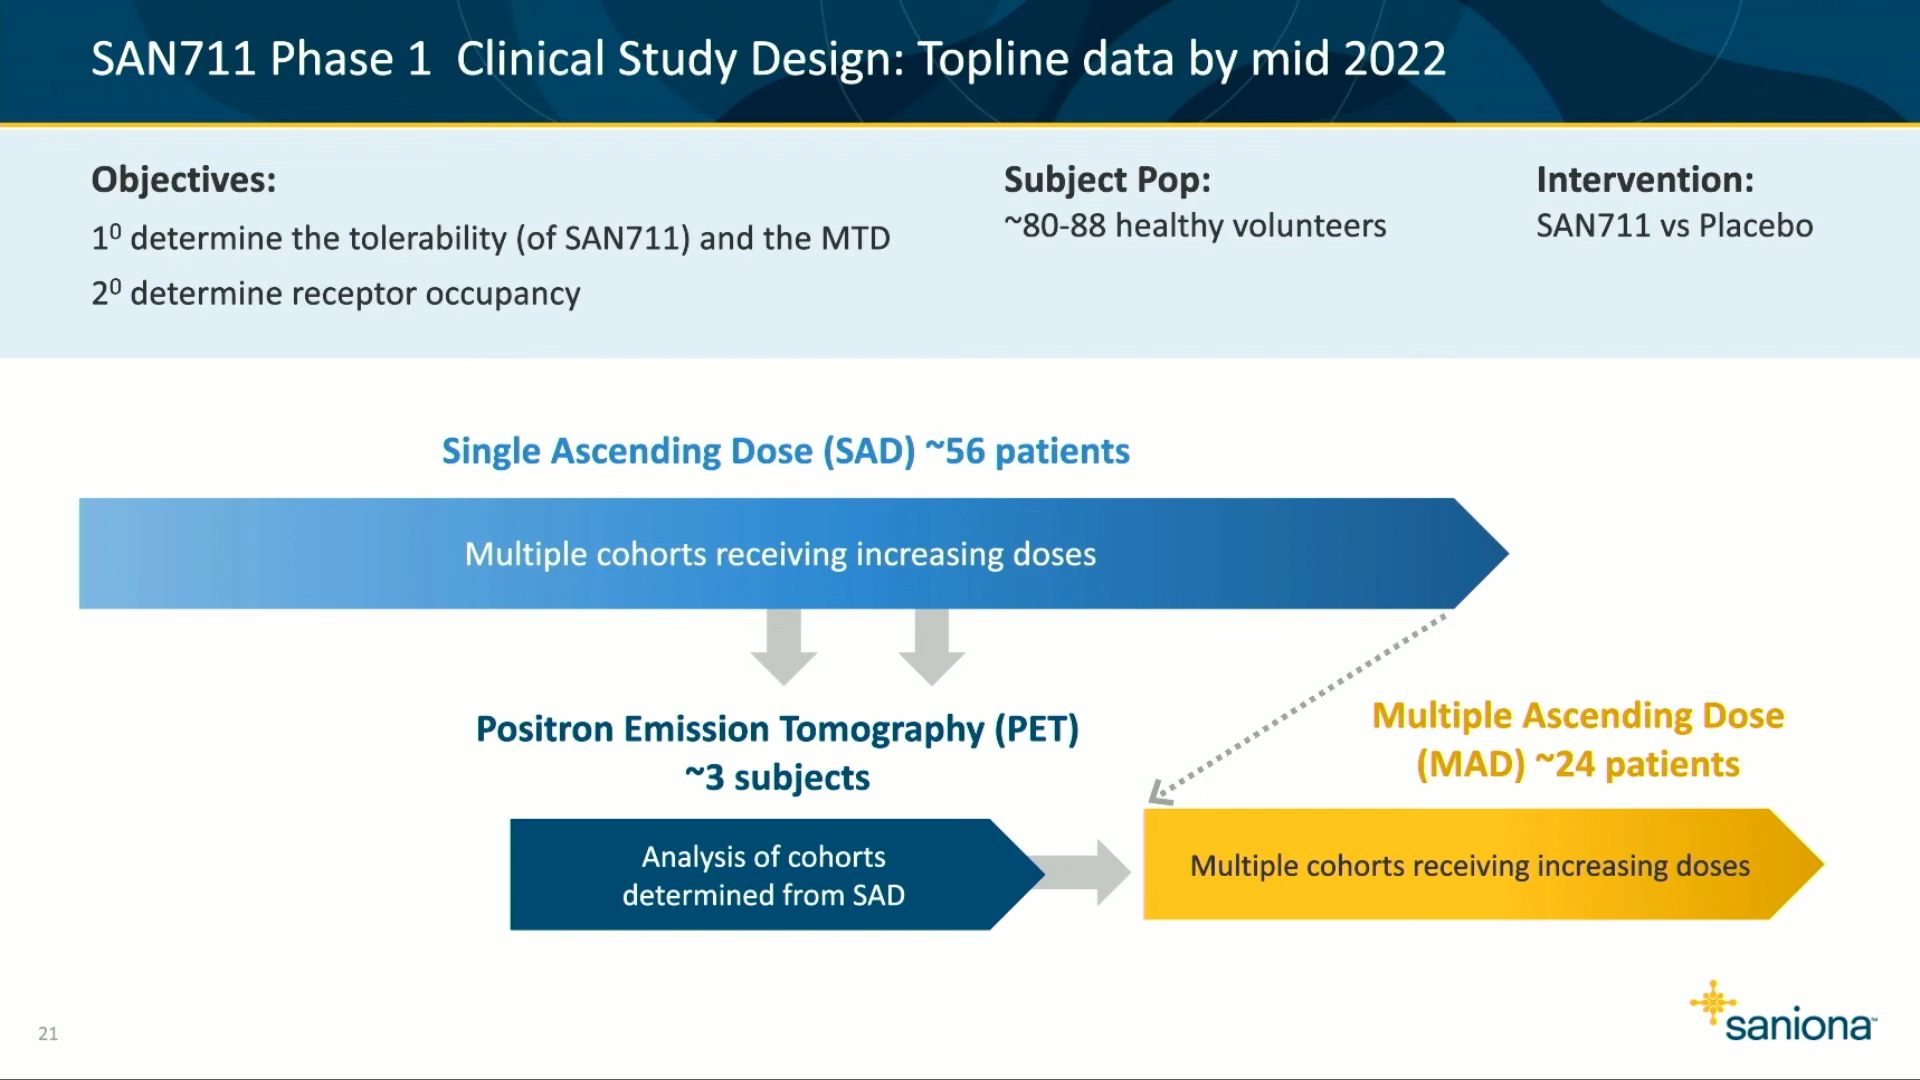 SAN711 Phase 1 Clinical Study Design: Topline data by mid 2022
Objectives:
1⁰ determine the tolerability (of SAN711) and the MTD
2⁰ determine receptor occupancy
Subject Pop:
~80-88 healthy volunteers
Intervention:
SAN711 vs Placebo
Single Ascending Dose (SAD) ~56 patients
Multiple cohorts receiving increasing doses
Positron Emission Tomography (PET)
~3 subjects
Analysis of cohorts
determined from SAD
Multiple Ascending Dose
(MAD) ~24 patients
Multiple cohorts receiving increasing doses
21
saniona™